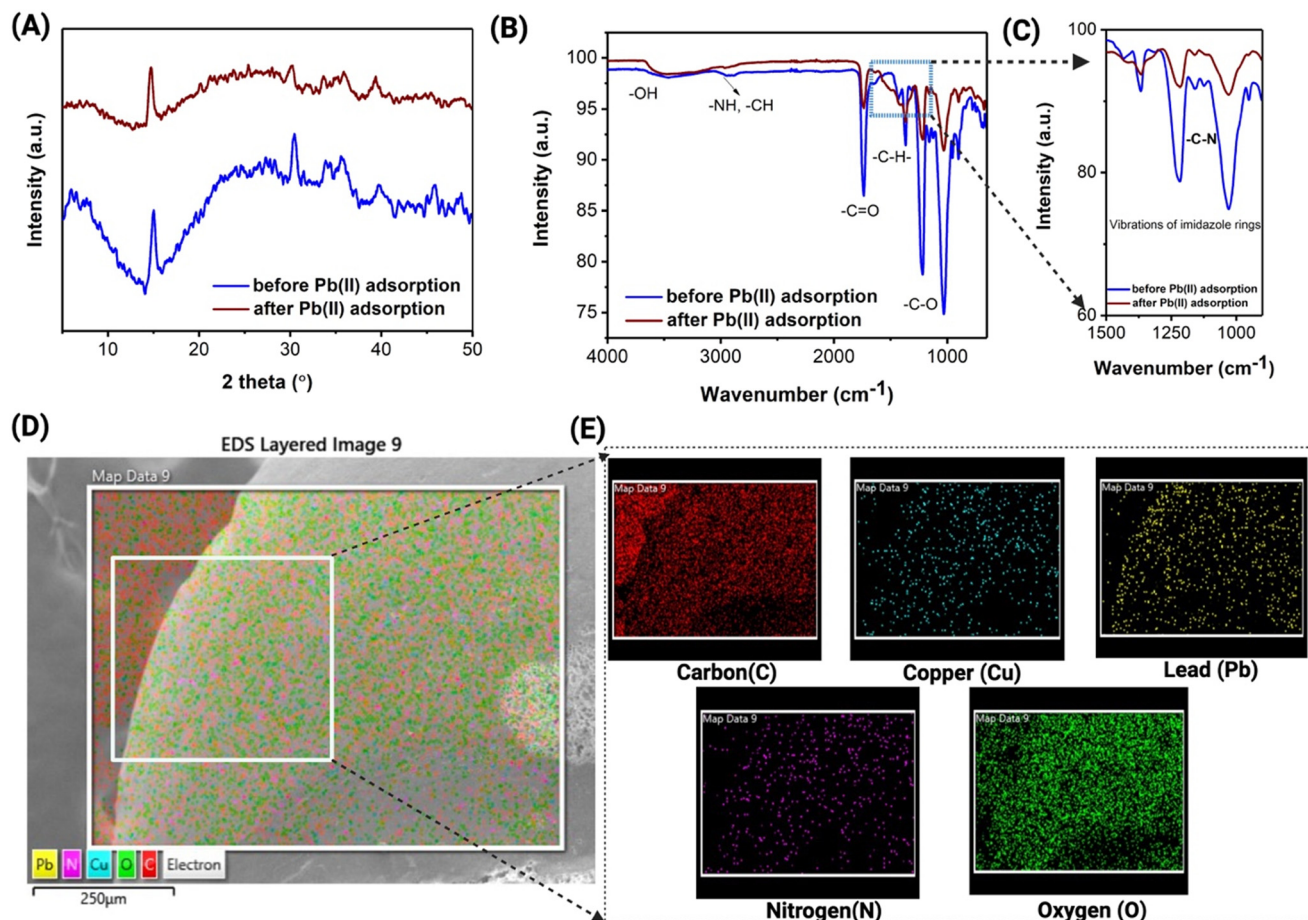 (A)
Intensity (a.u.)
before Pb(II) adsorption
after Pb(II) adsorption
10 20 30 40 50
2 theta (°)
(B)
Intensity (a.u.)
100
95
90
85
80
75
-OH
-NH, -CH
-C-H-
-C=O
-C-O
before Pb(II) adsorption
after Pb(II) adsorption
4000 3000 2000 1000
Wavenumber (cm-1)
(C)
Intensity (a.u.)
100
80
60
-C-N
Vibrations of imidazole rings
before Pb(II) adsorption
after Pb(II) adsorption
1500 1250 1000
Wavenumber (cm-1)
(D)
EDS Layered Image 9
Map Data 9
Pb N Cu O C Electron
250μm
(E)
Map Data 9
Carbon(C)
Map Data 9
Copper (Cu)
Map Data 9
Lead (Pb)
Map Data 9
Nitrogen(N)
Map Data 9
Oxygen (O)